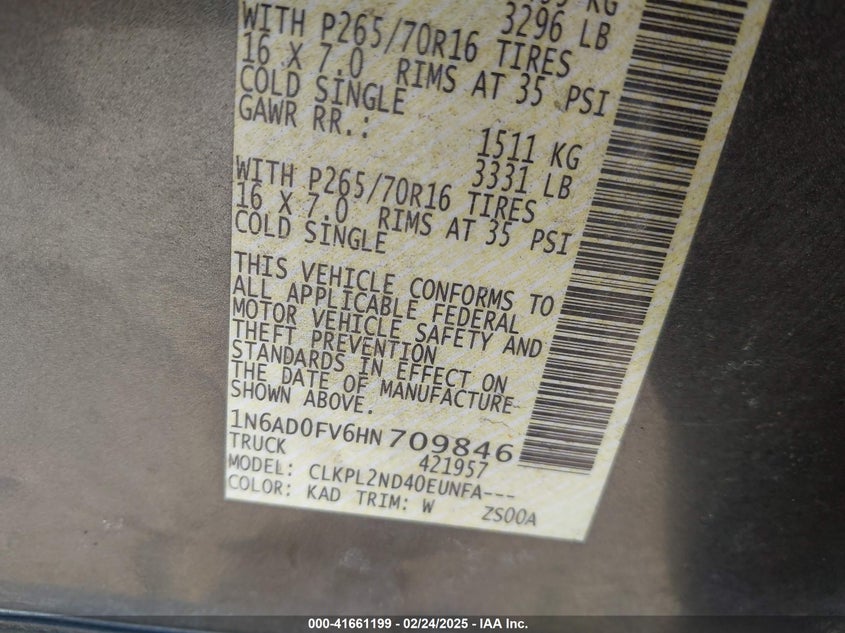 KG
3296 LB
WITH P265/70R16 TIRES
16 X 7.0 RIMS AT 35 PSI
COLD SINGLE
GAWR RR.:
1511 KG
3331 LB
WITH P265/70R16 TIRES
16 X 7.0 RIMS AT 35 PSI
COLD SINGLE
THIS VEHICLE CONFORMS TO
ALL APPLICABLE FEDERAL
MOTOR VEHICLE SAFETY AND
THEFT PREVENTION
STANDARDS IN EFFECT ON
THE DATE OF MANUFACTURE
SHOWN ABOVE.
1N6AD0FV6HN 709846
TRUCK 421957
MODEL: CLKPL2ND40EUNFA---
COLOR: KAD TRIM: W ZS00A
000-41661199 - 02/24/2025 - IAA Inc.